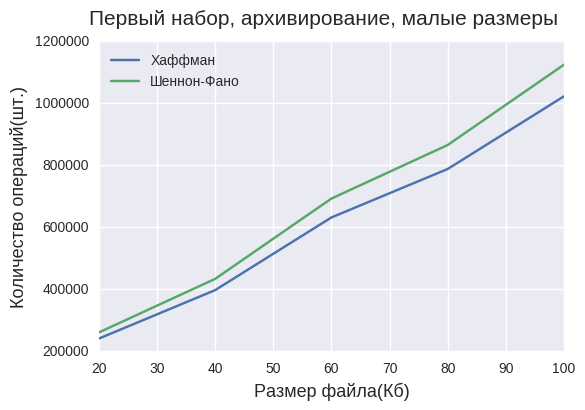 Первый набор, архивирование, малые размеры
Количество операций(шт.)
1200000
1000000
800000
600000
400000
200000
Хаффман
Шеннон-Фано
20 30 40 50 60 70 80 90 100
Размер файла(Кб)